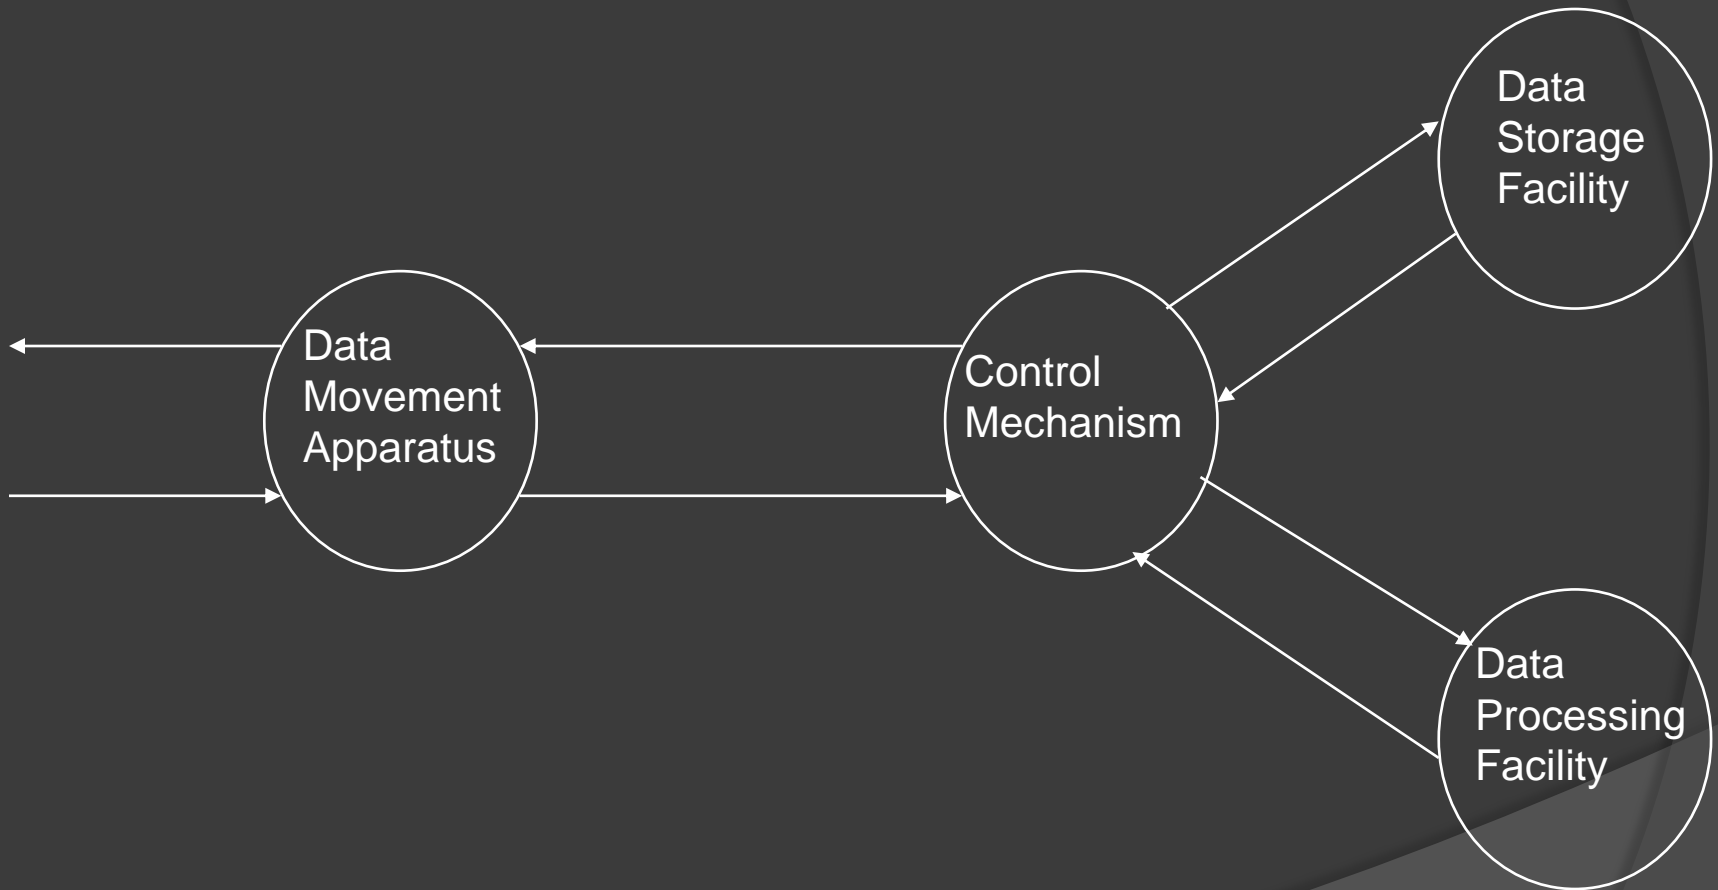 Data
Storage
Facility
Data
Movement
Apparatus
Control
Mechanism
Data
Processing
Facility